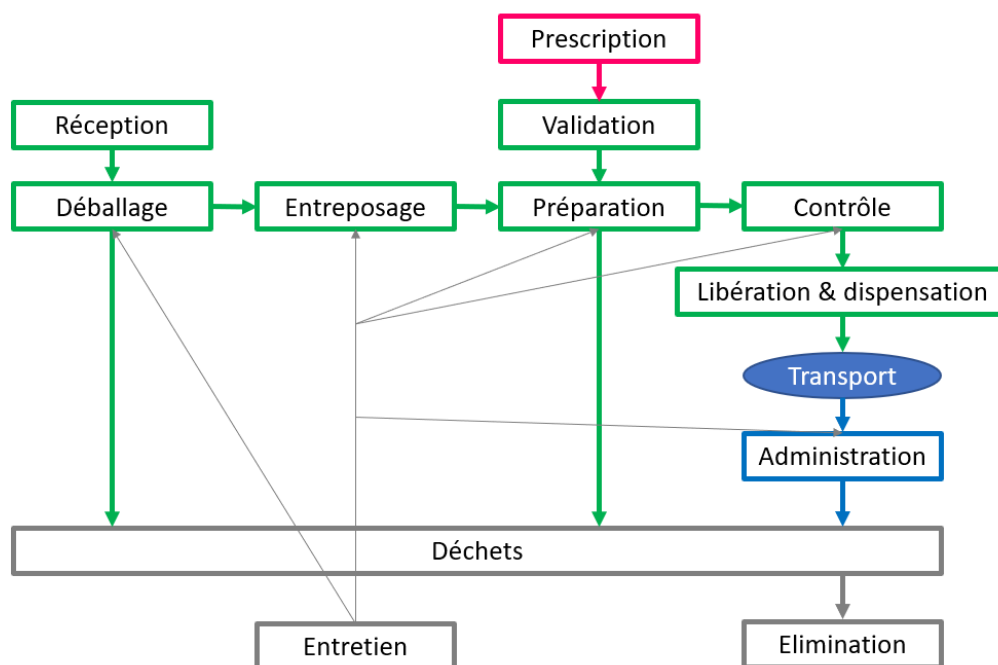 Prescription
Réception
Validation
Déballage
Entreposage
Préparation
Contrôle
Libération & dispensation
Transport
Administration
Déchets
Entretien
Elimination